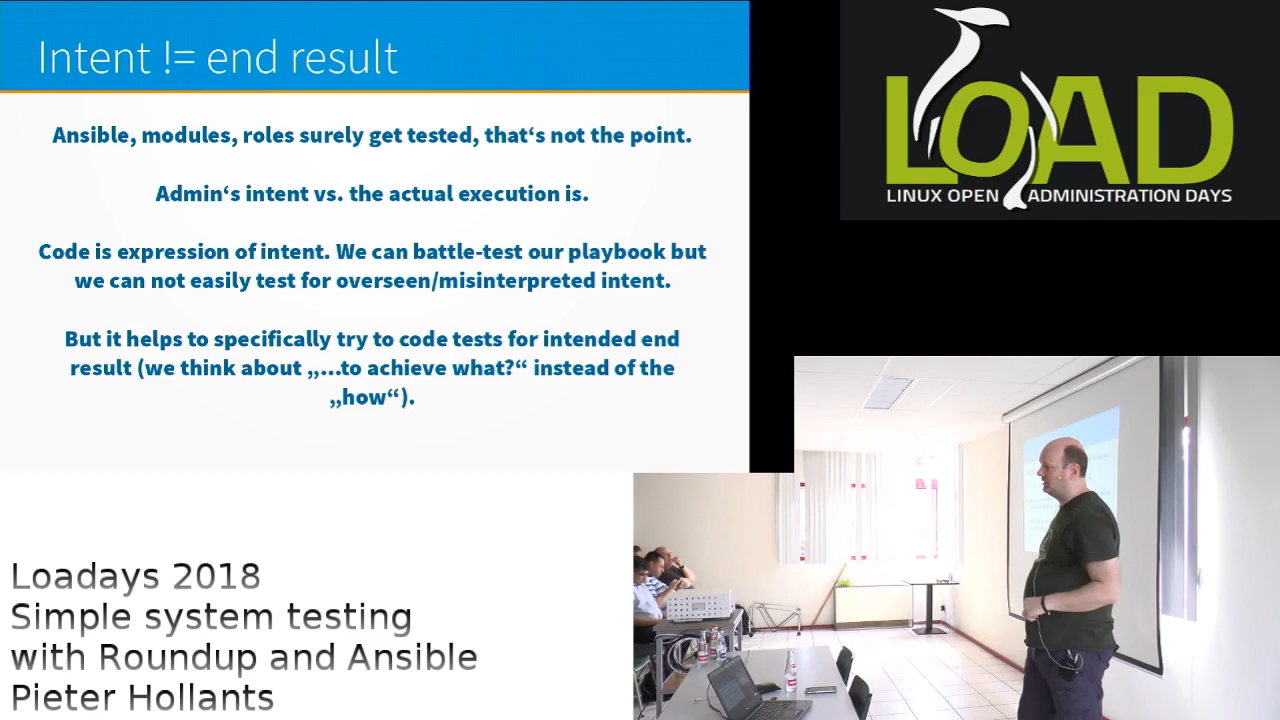 Intent != end result
Ansible, modules, roles surely get tested, that‘s not the point.
Admin‘s intent vs. the actual execution is.
Code is expression of intent. We can battle-test our playbook but
we can not easily test for overseen/misinterpreted intent.
But it helps to specifically try to code tests for intended end
result (we think about „...to achieve what?“ instead of the
„how“).
LOAD
LINUX OPEN ADMINISTRATION DAYS
Loadays 2018
Simple system testing
with Roundup and Ansible
Pieter Hollants